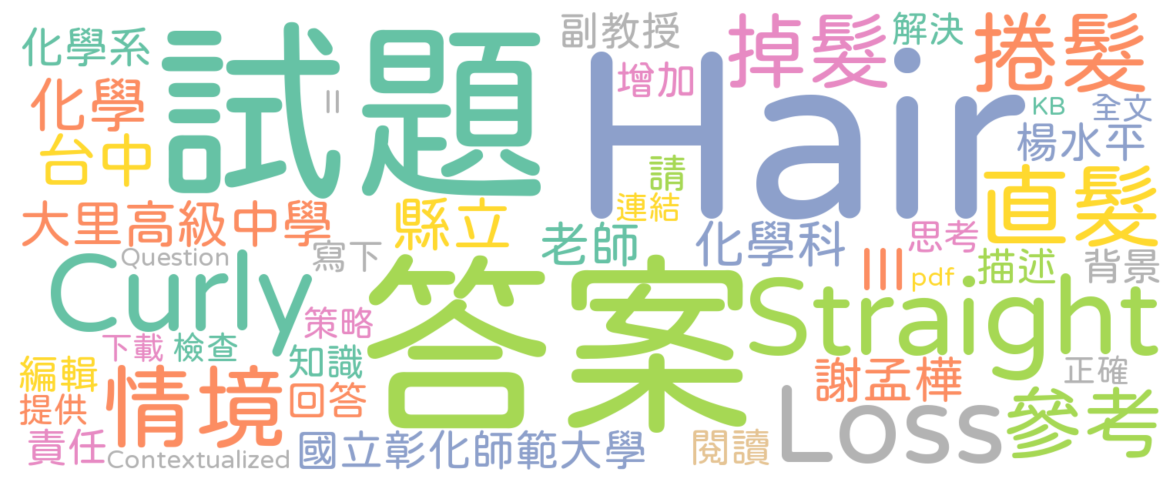 化學系
試題
副教授
Hair
掉髮
解決
捲髮
增加
化學
II
KB
全文
台中
楊水平
請
直髮
大里高級中學
縣立
連結
老師
化學科
思考
Question
寫下
III
描述
背景
Curly
答案
pdf
Straight
策略
下載
檢查
知識
編輯
情境
謝孟樺
正確
提供
回答
Loss
參考
責任
Contextualized
國立彰化師範大學
閱讀